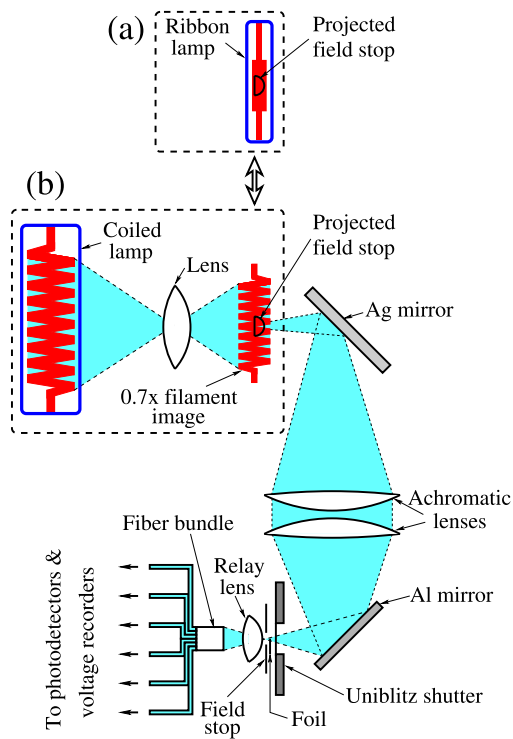 (a)
Ribbon
lamp
Projected
field stop
(b)
Coiled
lamp
Lens
Projected
field stop
Ag mirror
0.7x filament
image
Achromatic
lenses
Fiber bundle
Relay
lens
Al mirror
To photodetectors &
voltage recorders
Uniblitz shutter
Field
stop
Foil